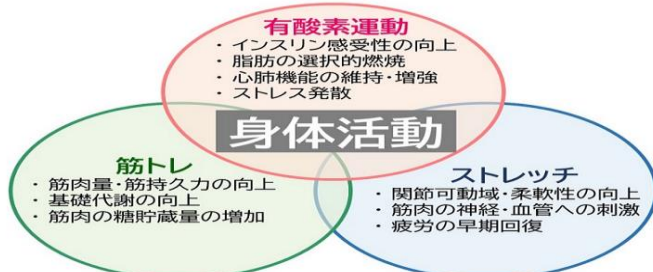 有酸素運動
・インスリン感受性の向上
・脂肪の選択的燃焼
・心肺機能の維持・増強
・ストレス発散
身体活動
筋トレ
・筋肉量・筋持久力の向上
・基礎代謝の向上
・筋肉の糖貯蔵量の増加
ストレッチ
・関節可動域・柔軟性の向上
・筋肉の神経・血管への刺激
・疲労の早期回復